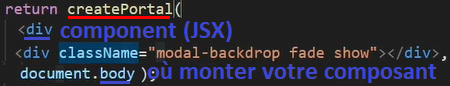 return createPortal(
<div component (JSX)
<div className="modal-backdrop fade show"></div>,
document.body ); où monter votre composant